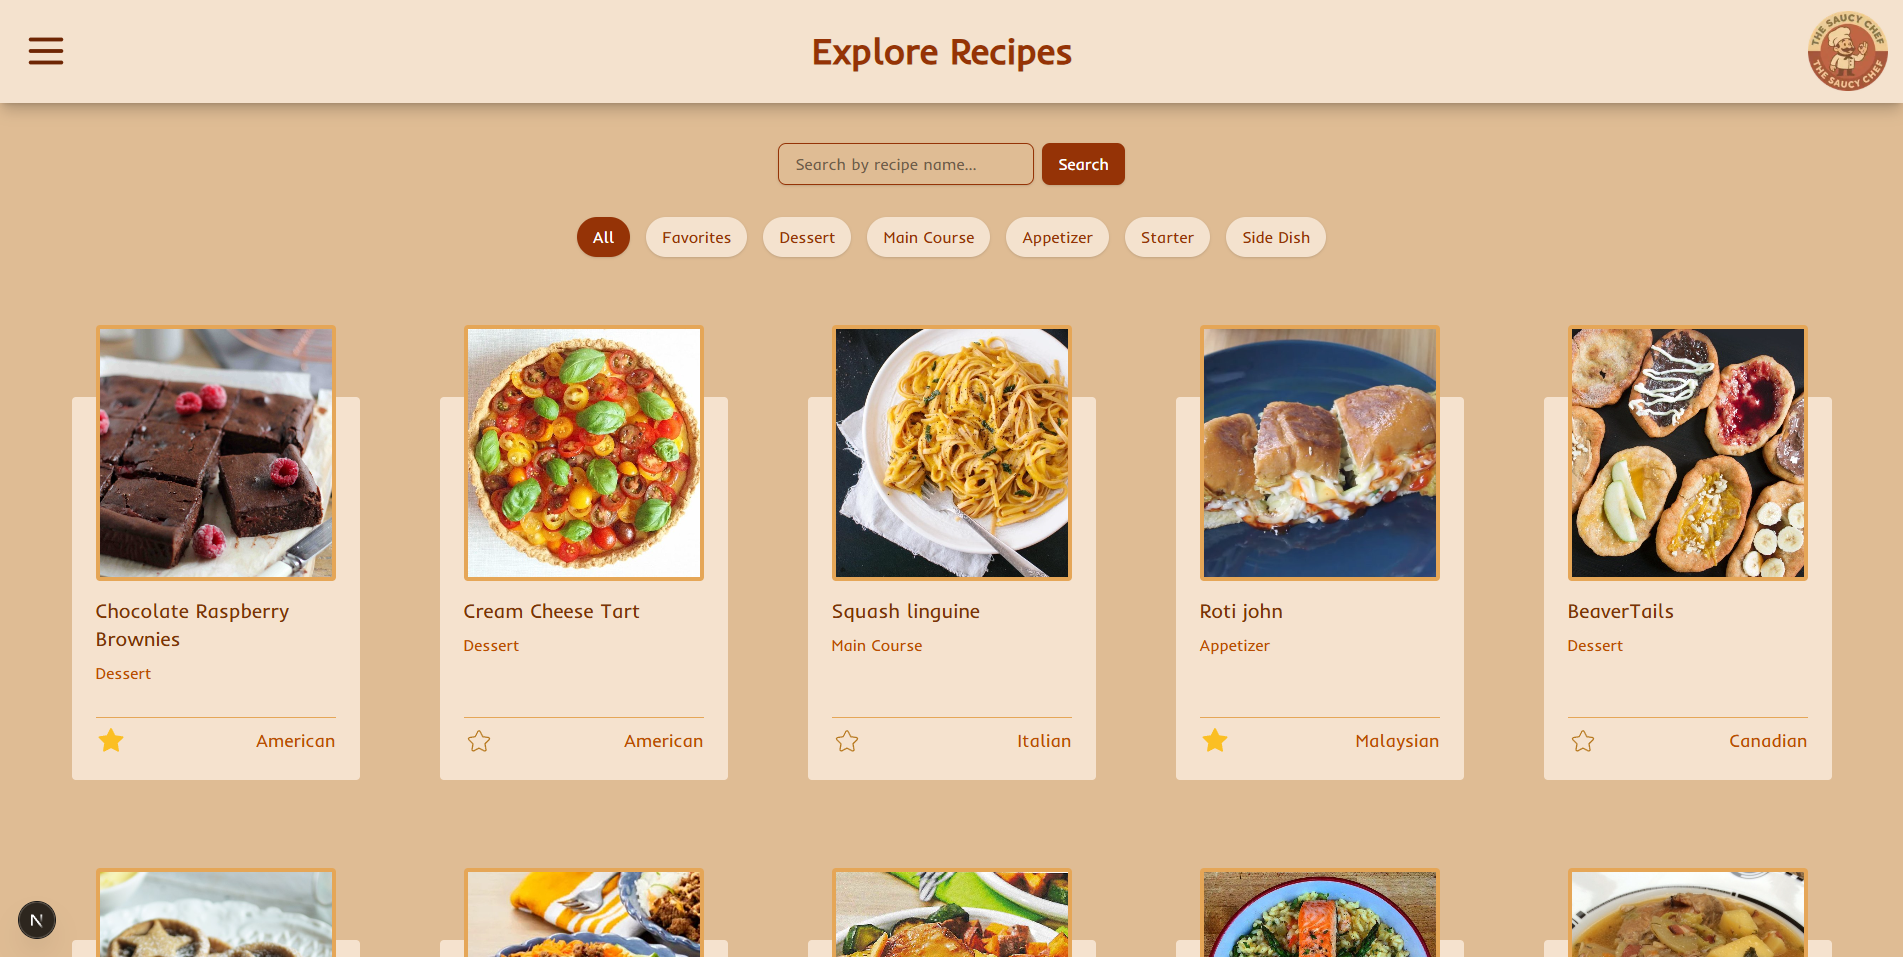 Explore Recipes
THE SAUCY CHEF
THE SAUCY CHEF
Search by recipe name...
Search
All
Favorites
Dessert
Main Course
Appetizer
Starter
Side Dish
Chocolate Raspberry
Brownies
Dessert
American
Cream Cheese Tart
Dessert
American
Squash linguine
Main Course
Italian
Roti john
Appetizer
Malaysian
BeaverTails
Dessert
Canadian
N